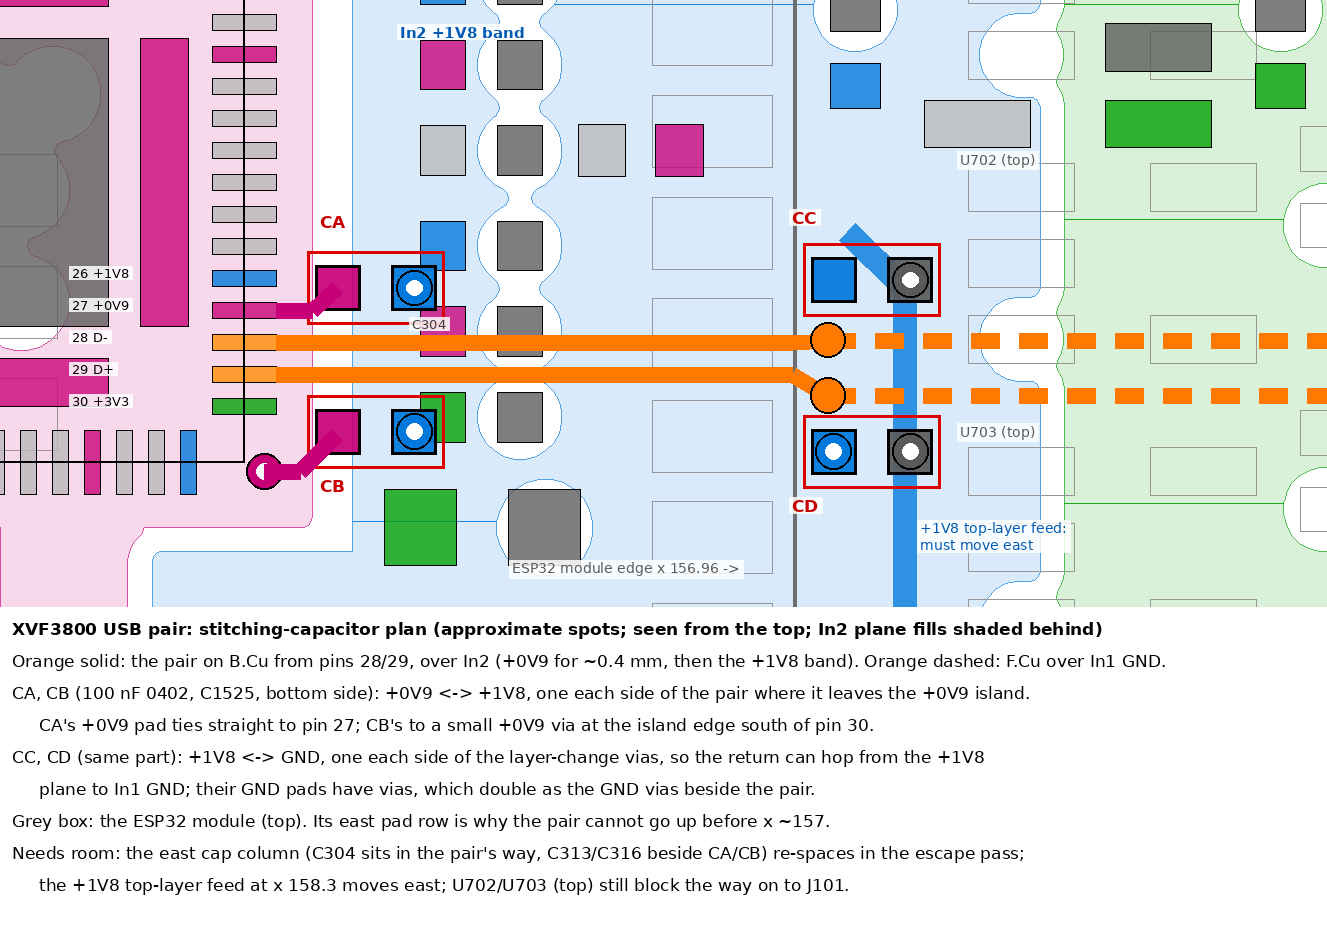 In2 +1V8 band
U702 (top)
CA
CC
26 +1V8
27 +0V9
C304
28 D-
29 D+
30 +3V3
U703 (top)
CB
CD
+1V8 top-layer feed:
must move east
ESP32 module edge x 156.96 ->
XVF3800 USB pair: stitching-capacitor plan (approximate spots; seen from the top; In2 plane fills shaded behind)
Orange solid: the pair on B.Cu from pins 28/29, over In2 (+0V9 for ~0.4 mm, then the +1V8 band). Orange dashed: F.Cu over In1 GND.
CA, CB (100 nF 0402, C1525, bottom side): +0V9 <-> +1V8, one each side of the pair where it leaves the +0V9 island.
CA's +0V9 pad ties straight to pin 27; CB's to a small +0V9 via at the island edge south of pin 30.
CC, CD (same part): +1V8 <-> GND, one each side of the layer-change vias, so the return can hop from the +1V8
plane to In1 GND; their GND pads have vias, which double as the GND vias beside the pair.
Grey box: the ESP32 module (top). Its east pad row is why the pair cannot go up before x ~157.
Needs room: the east cap column (C304 sits in the pair's way, C313/C316 beside CA/CB) re-spaces in the escape pass;
the +1V8 top-layer feed at x 158.3 moves east; U702/U703 (top) still block the way on to J101.